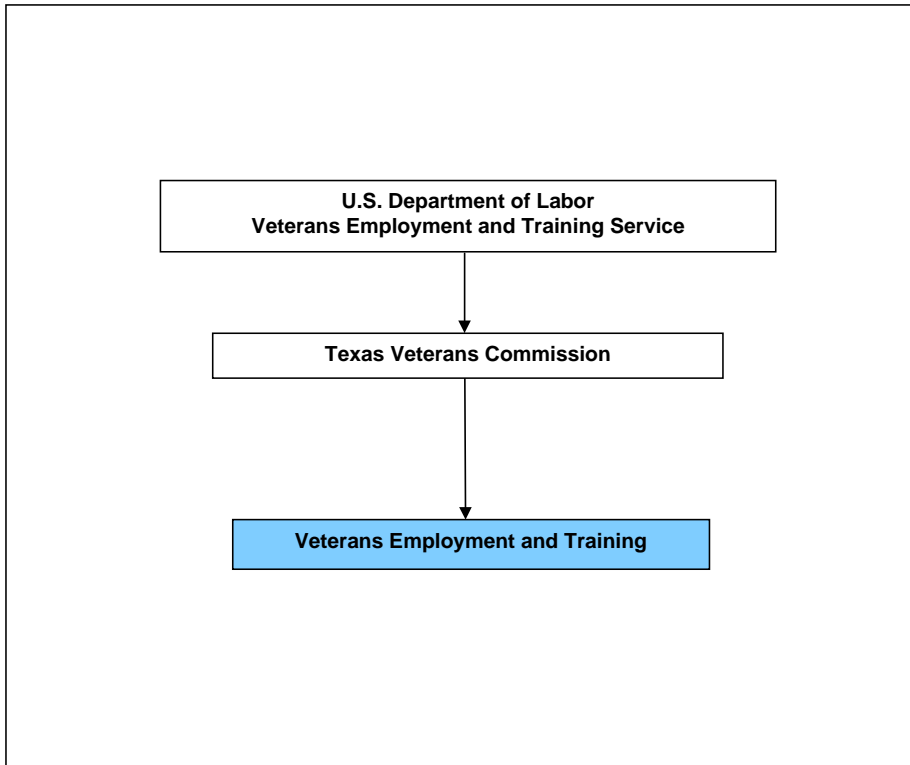 U.S. Department of Labor
Veterans Employment and Training Service
Texas Veterans Commission
Veterans Employment and Training